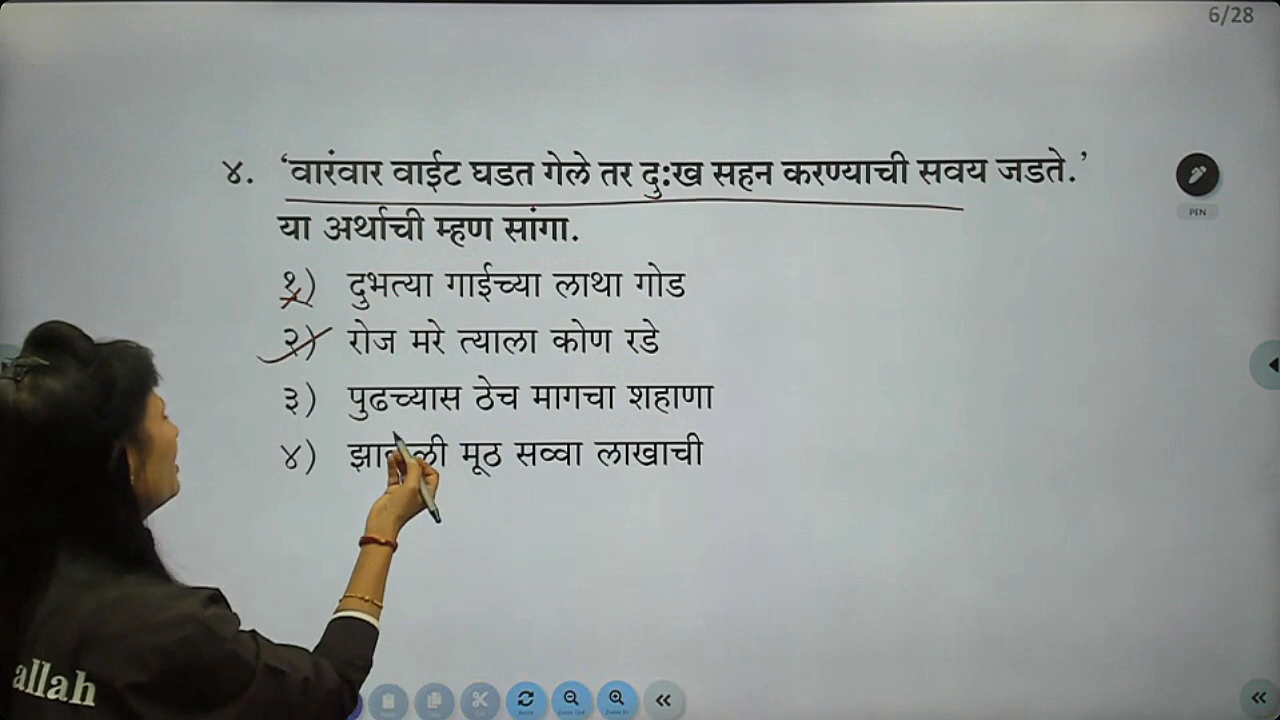 6/28
४. ‘वारंवार वाईट घडत गेले तर दुःख सहन करण्याची सवय जडते.’
या अर्थाची म्हण सांगा.
१) दुभत्या गाईच्या लाथा गोड
२) रोज मरे त्याला कोण रडे
३) पुढच्यास ठेच मागचा शहाणा
४) मूठ सव्वा लाखाची
PEN
allah